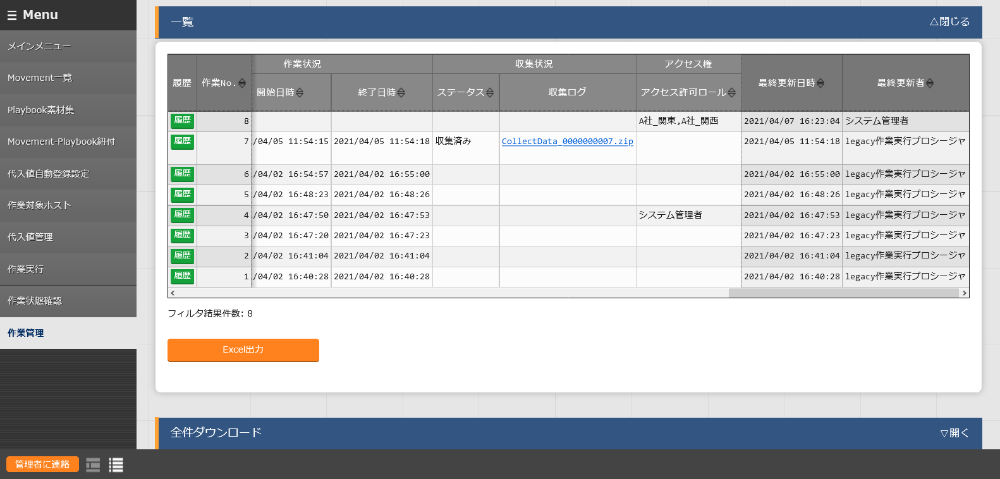 Menu
メインメニュー
Movement一覧
Playbook素材集
Movement-Playbook紐付
代入値自動登録設定
作業対象ホスト
代入値管理
作業実行
作業状態確認
作業管理
管理者に連絡
一覧 △閉じる
作業状況 収集状況 アクセス権
履歴 作業No. 開始日時 終了日時 ステータス 収集ログ アクセス許可ロール 最終更新日時 最終更新者
履歴 8 A社_関東,A社_関西 2021/04/07 16:23:04 システム管理者
履歴 7 /04/05 11:54:15 2021/04/05 11:54:18 収集済み CollectData_0000000007.zip 2021/04/05 11:54:18 legacy作業実行プロシージャ
履歴 6 /04/02 16:54:57 2021/04/02 16:55:00 2021/04/02 16:55:00 legacy作業実行プロシージャ
履歴 5 /04/02 16:48:23 2021/04/02 16:48:26 2021/04/02 16:48:26 legacy作業実行プロシージャ
履歴 4 /04/02 16:47:50 2021/04/02 16:47:53 システム管理者 2021/04/02 16:47:53 legacy作業実行プロシージャ
履歴 3 /04/02 16:47:20 2021/04/02 16:47:23 2021/04/02 16:47:23 legacy作業実行プロシージャ
履歴 2 /04/02 16:41:04 2021/04/02 16:41:04 2021/04/02 16:41:04 legacy作業実行プロシージャ
履歴 1 /04/02 16:40:28 2021/04/02 16:40:28 2021/04/02 16:40:28 legacy作業実行プロシージャ
フィルタ結果件数: 8
Excel出力
全件ダウンロード ▽開く